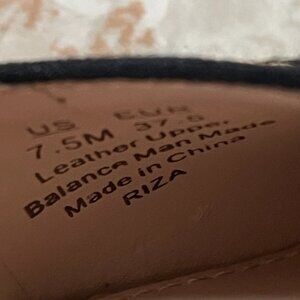 US EUR
7.5M 37.5
Leather Upper
Balance Man Made
Made in China
RIZA